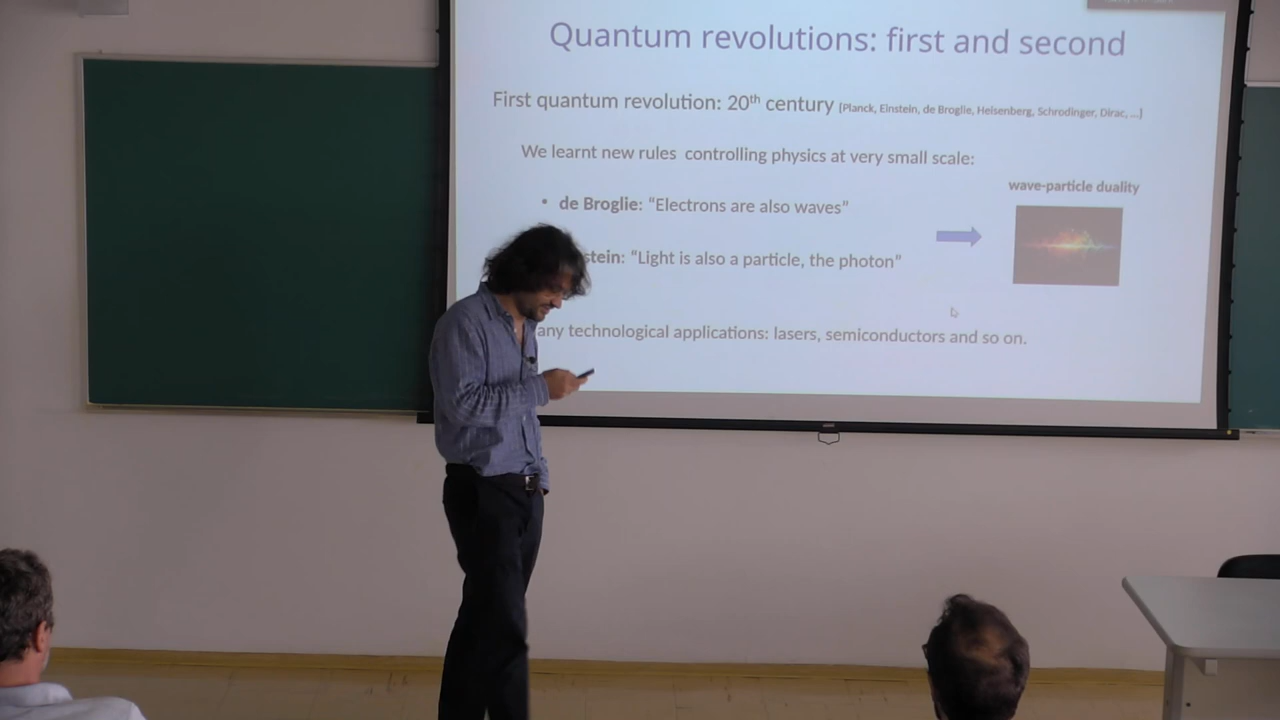 Quantum revolutions: first and second
First quantum revolution: 20th century [Planck, Einstein, de Broglie, Heisenberg, Schrodinger, Dirac, ...]
We learnt new rules controlling physics at very small scale:
wave-particle duality
• de Broglie: “Electrons are also waves”
stein: “Light is also a particle, the photon”
any technological applications: lasers, semiconductors and so on.